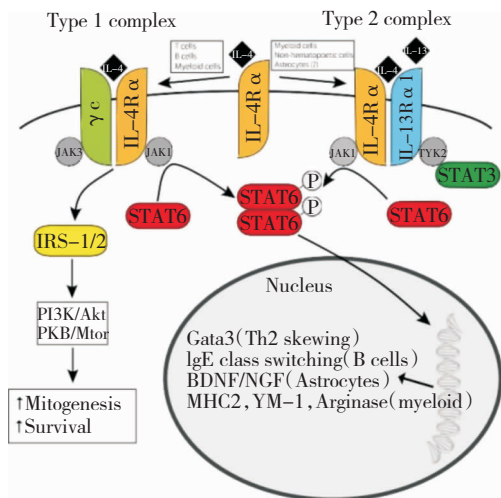 Type 1 complex
Type 2 complex
IL-4
T cells
B cells
Myeloid cells
IL-4
Myeloid cells
Non-hematopoetic cells
Astrocytes (?)
IL-4
IL-13
γc
IL-4Rα
IL-4Rα
IL-4Rα
IL-13Rα1
JAK3
JAK1
JAK1
TYK2
STAT3
STAT6
STAT6
STAT6
P
P
STAT6
IRS-1/2
PI3K/Akt
PKB/Mtor
↑Mitogenesis
↑Survival
Nucleus
Gata3(Th2 skewing)
lgE class switching(B cells)
BDNF/NGF(Astrocytes)
MHC2, YM-1, Arginase(myeloid)